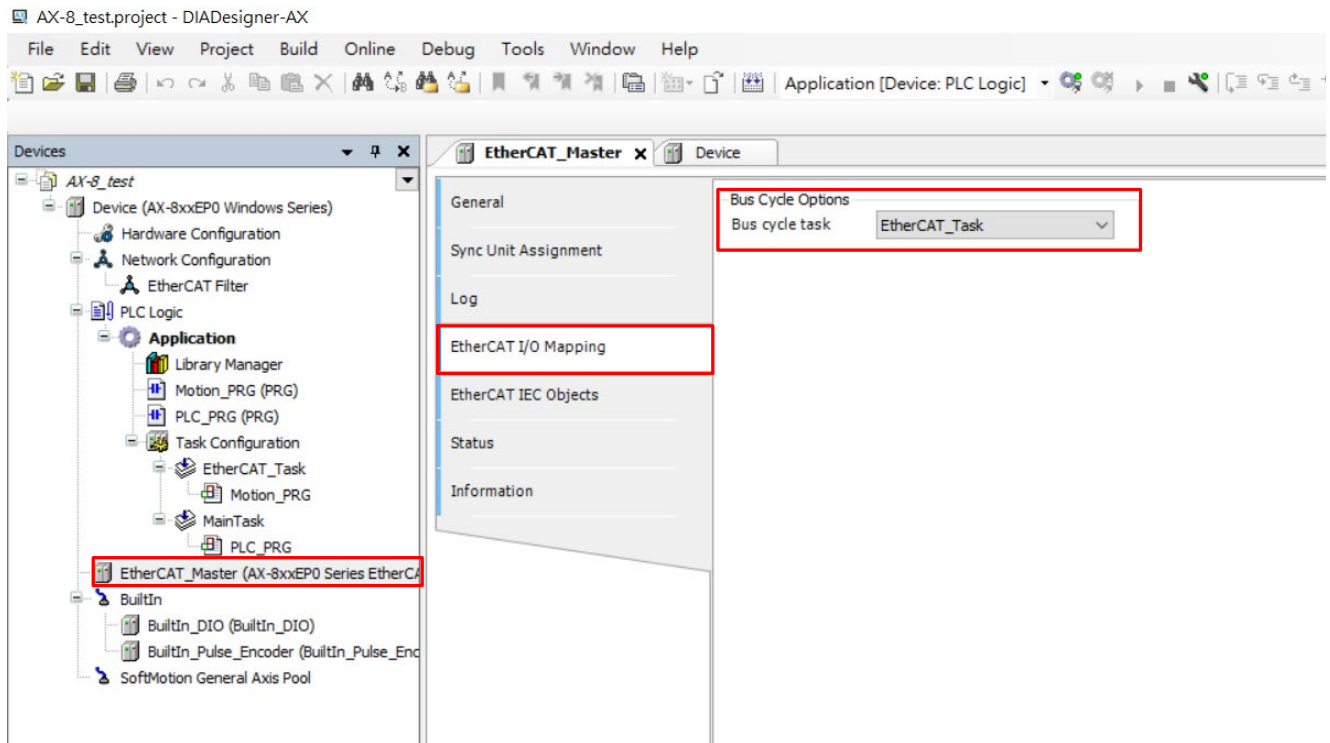 AX-8_test.project - DIADesigner-AX
File Edit View Project Build Online Debug Tools Window Help
Application [Device: PLC Logic]
Devices
AX-8_test
Device (AX-8xxEP0 Windows Series)
Hardware Configuration
Network Configuration
EtherCAT Filter
PLC Logic
Application
Library Manager
Motion_PRG (PRG)
PLC_PRG (PRG)
Task Configuration
EtherCAT_Task
Motion_PRG
MainTask
PLC_PRG
EtherCAT_Master (AX-8xxEP0 Series EtherCA
BuiltIn
BuiltIn_DIO (BuiltIn_DIO)
BuiltIn_Pulse_Encoder (BuiltIn_Pulse_Enc
SoftMotion General Axis Pool
EtherCAT_Master Device
General
Sync Unit Assignment
Log
EtherCAT I/O Mapping
EtherCAT IEC Objects
Status
Information
Bus Cycle Options
Bus cycle task EtherCAT_Task